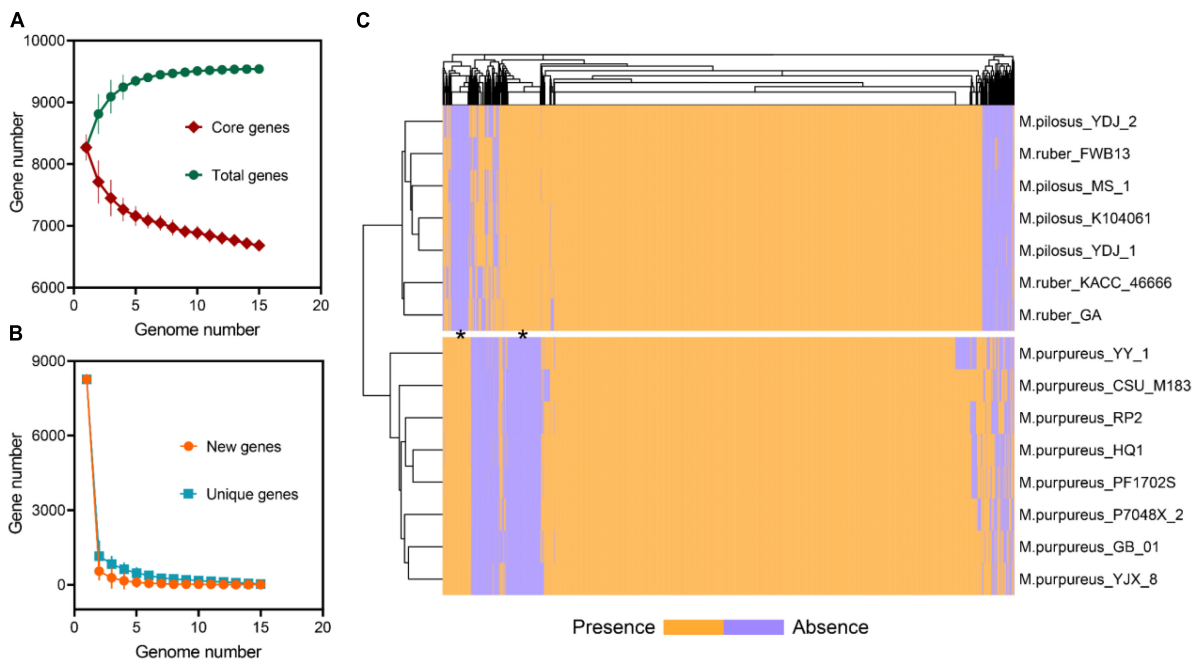 A
10000
9000
8000
7000
6000
Gene number
Core genes
Total genes
0 5 10 15 20
Genome number
B
9000
6000
3000
0
Gene number
New genes
Unique genes
0 5 10 15 20
Genome number
C
M.pilosus_YDJ_2
M.ruber_FWB13
M.pilosus_MS_1
M.pilosus_K104061
M.pilosus_YDJ_1
M.ruber_KACC_46666
M.ruber_GA
* *
M.purpureus_YY_1
M.purpureus_CSU_M183
M.purpureus_RP2
M.purpureus_HQ1
M.purpureus_PF1702S
M.purpureus_P7048X_2
M.purpureus_GB_01
M.purpureus_YJX_8
Presence Absence